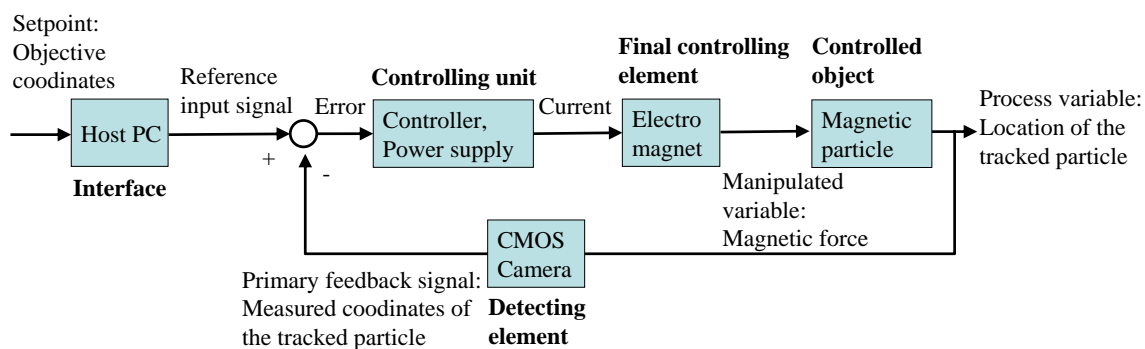 Setpoint:
Objective
coodinates
Reference
input signal
Host PC
Interface
+
-
Error
Controlling unit
Controller,
Power supply
Current
Final controlling
element
Electro
magnet
Manipulated
variable:
Magnetic force
Controlled
object
Magnetic
particle
Process variable:
Location of the
tracked particle
CMOS
Camera
Detecting
element
Primary feedback signal:
Measured coodinates of
the tracked particle